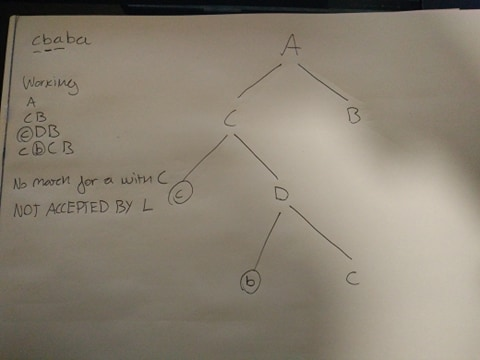 cbaba
Working
A
CB
cDB
cbCB
No match for a with C
NOT ACCEPTED BY L
A
C B
c D
b C